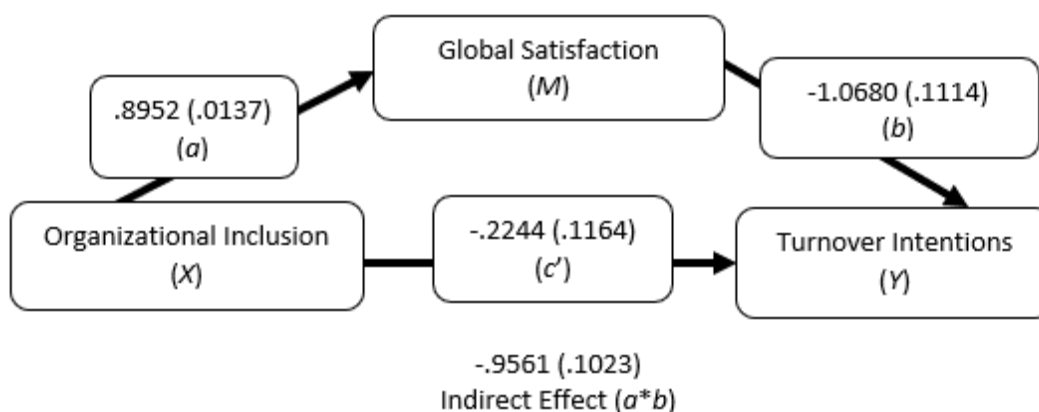 Global Satisfaction
(M)
.8952 (.0137)
(a)
-1.0680 (.1114)
(b)
Organizational Inclusion
(X)
-.2244 (.1164)
(c')
Turnover Intentions
(Y)
-.9561 (.1023)
Indirect Effect (a*b)